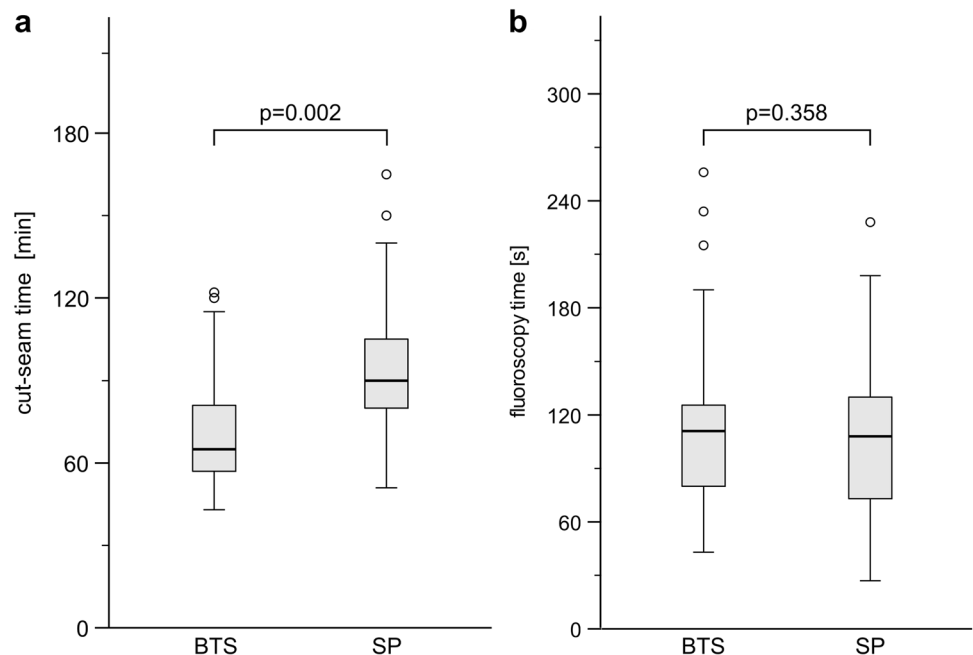 a
p=0.002
cut-seam time [min]
180
120
60
0
BTS SP
b
p=0.358
fluoroscopy time [s]
300
240
180
120
60
0
BTS SP